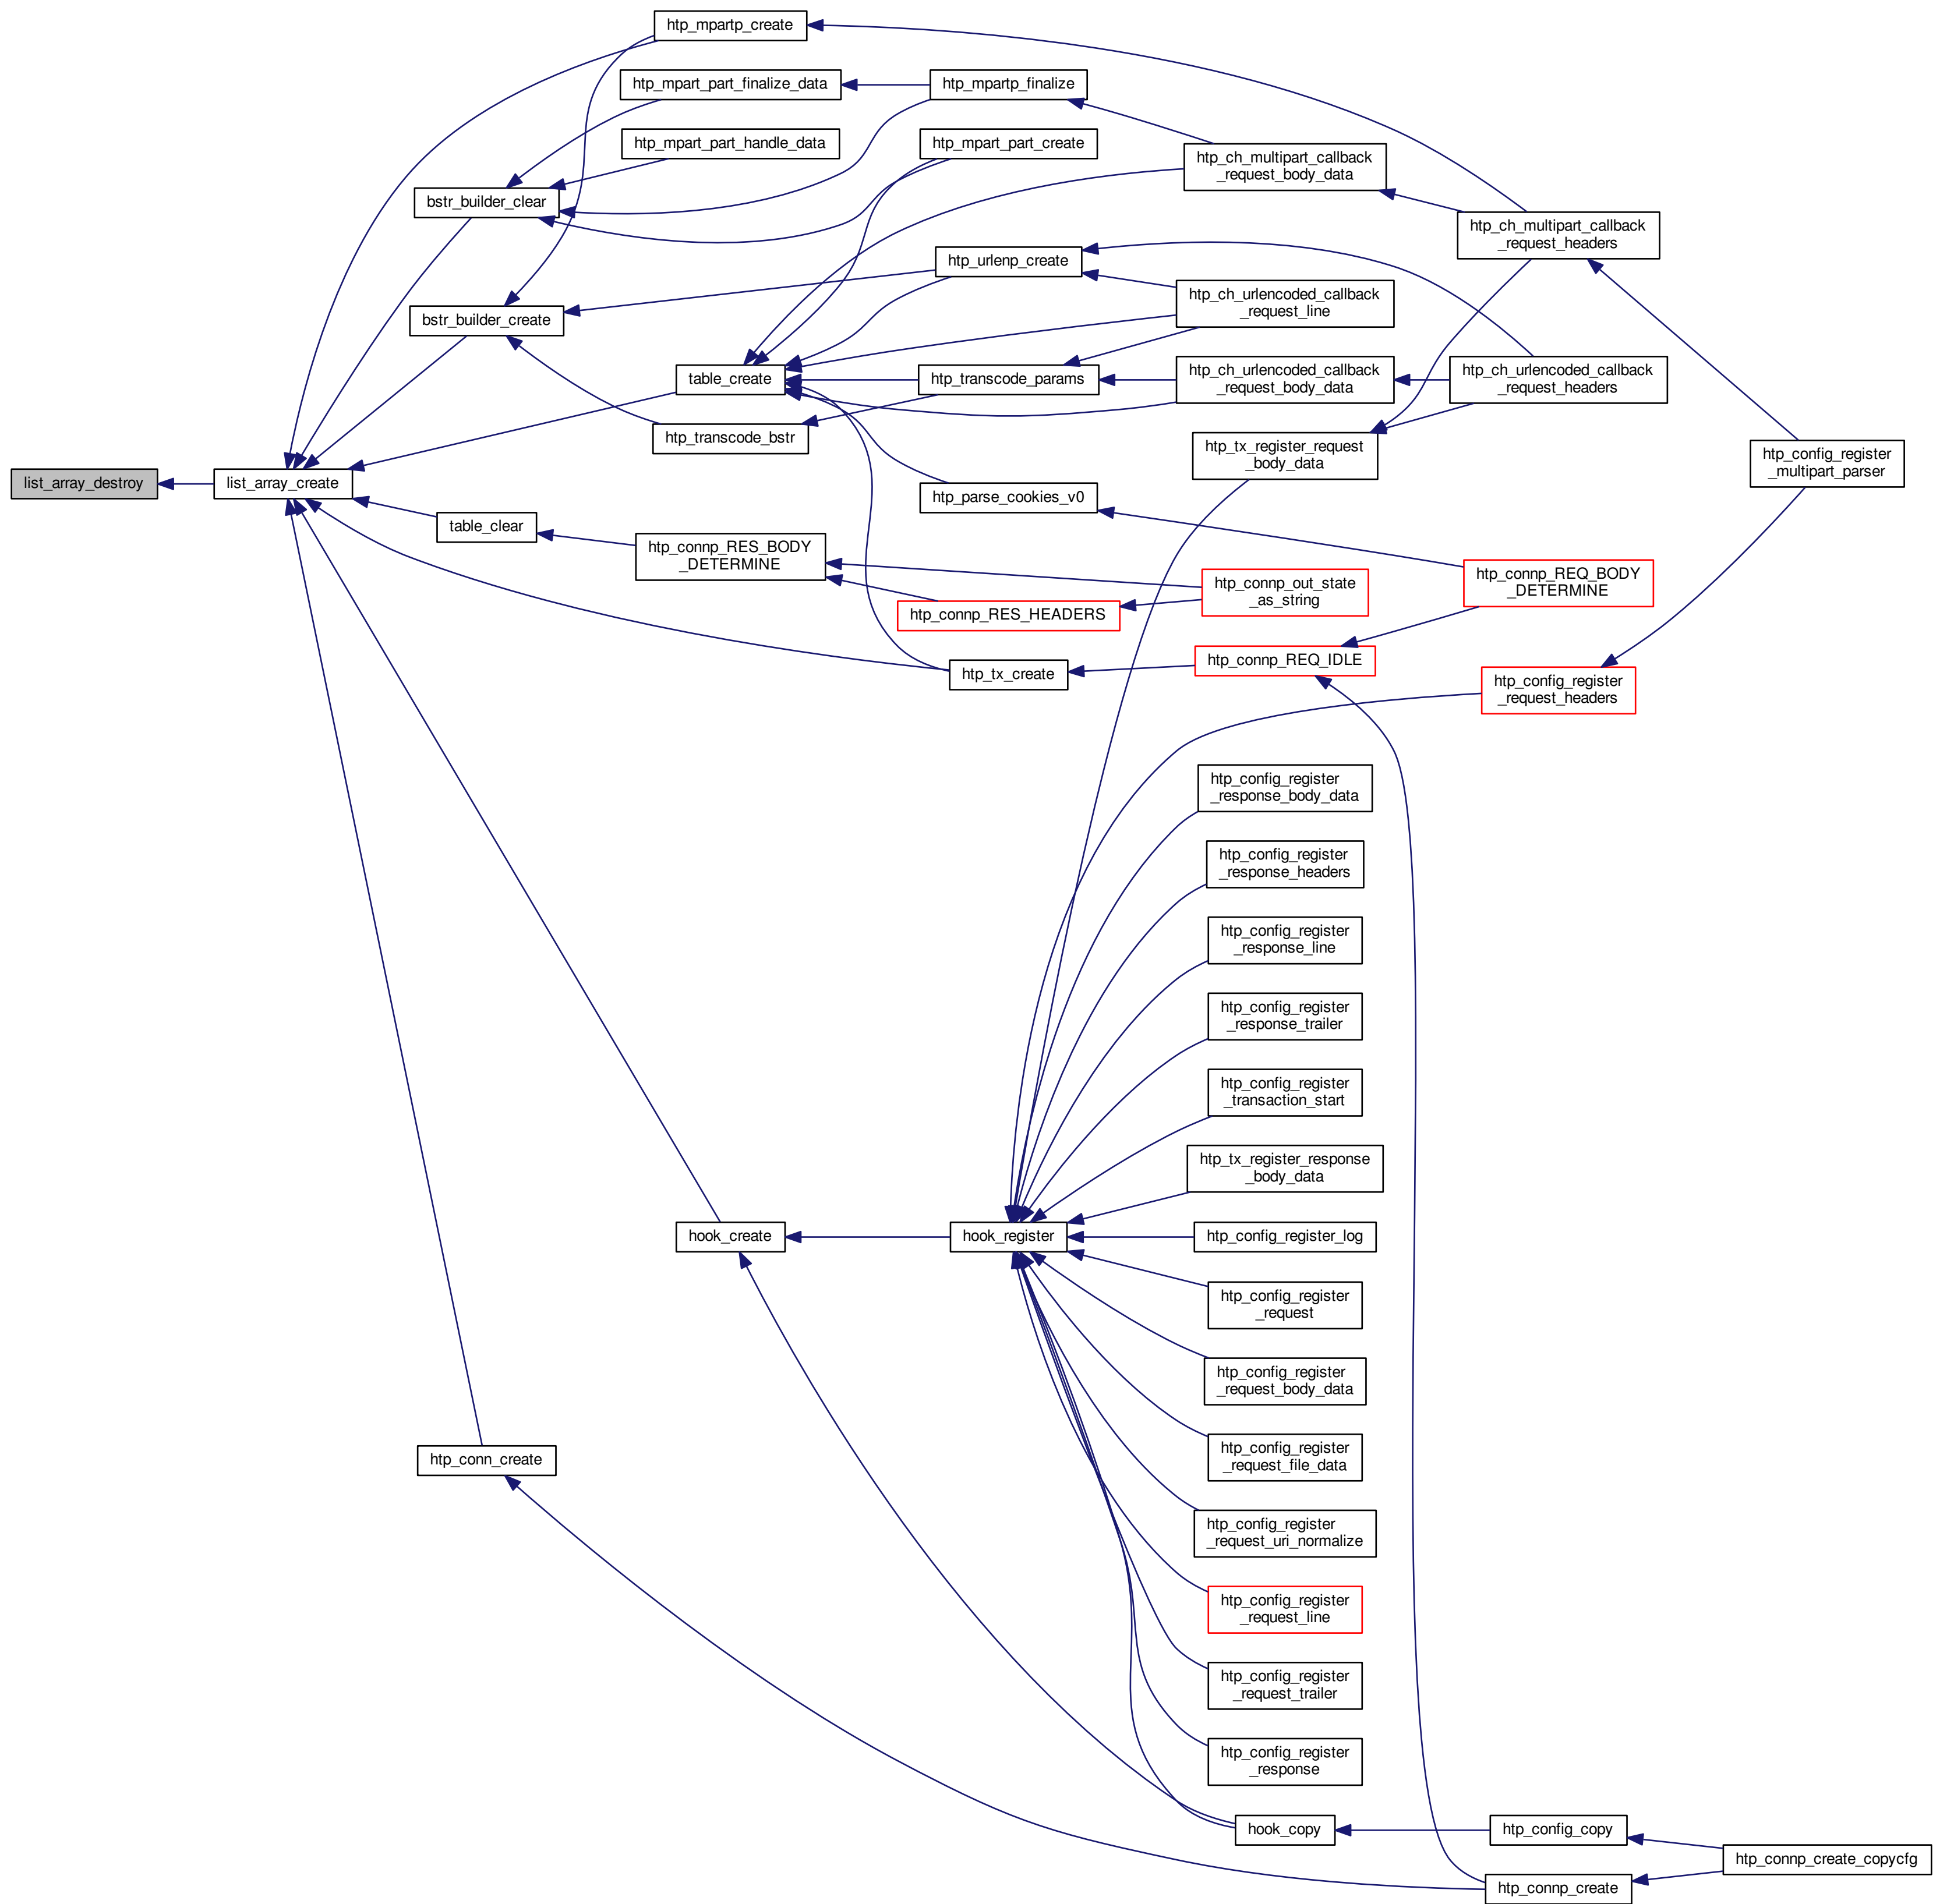 htp_mpartp_create
htp_mpart_part_finalize_data
htp_mpartp_finalize
htp_mpart_part_handle_data
htp_mpart_part_create
htp_ch_multipart_callback
_request_body_data
bstr_builder_clear
htp_ch_multipart_callback
_request_headers
htp_urlenp_create
htp_ch_urlencoded_callback
_request_line
bstr_builder_create
table_create
htp_transcode_params
htp_ch_urlencoded_callback
_request_body_data
htp_ch_urlencoded_callback
_request_headers
htp_transcode_bstr
htp_tx_register_request
_body_data
htp_config_register
_multipart_parser
list_array_destroy
list_array_create
htp_parse_cookies_v0
table_clear
htp_connp_RES_BODY
_DETERMINE
htp_connp_out_state
_as_string
htp_connp_REQ_BODY
_DETERMINE
htp_connp_RES_HEADERS
htp_connp_REQ_IDLE
htp_tx_create
htp_config_register
_request_headers
htp_config_register
_response_body_data
htp_config_register
_response_headers
htp_config_register
_response_line
htp_config_register
_response_trailer
htp_config_register
_transaction_start
htp_tx_register_response
_body_data
hook_create
hook_register
htp_config_register_log
htp_config_register
_request
htp_config_register
_request_body_data
htp_conn_create
htp_config_register
_request_file_data
htp_config_register
_request_uri_normalize
htp_config_register
_request_line
htp_config_register
_request_trailer
htp_config_register
_response
hook_copy
htp_config_copy
htp_connp_create_copycfg
htp_connp_create